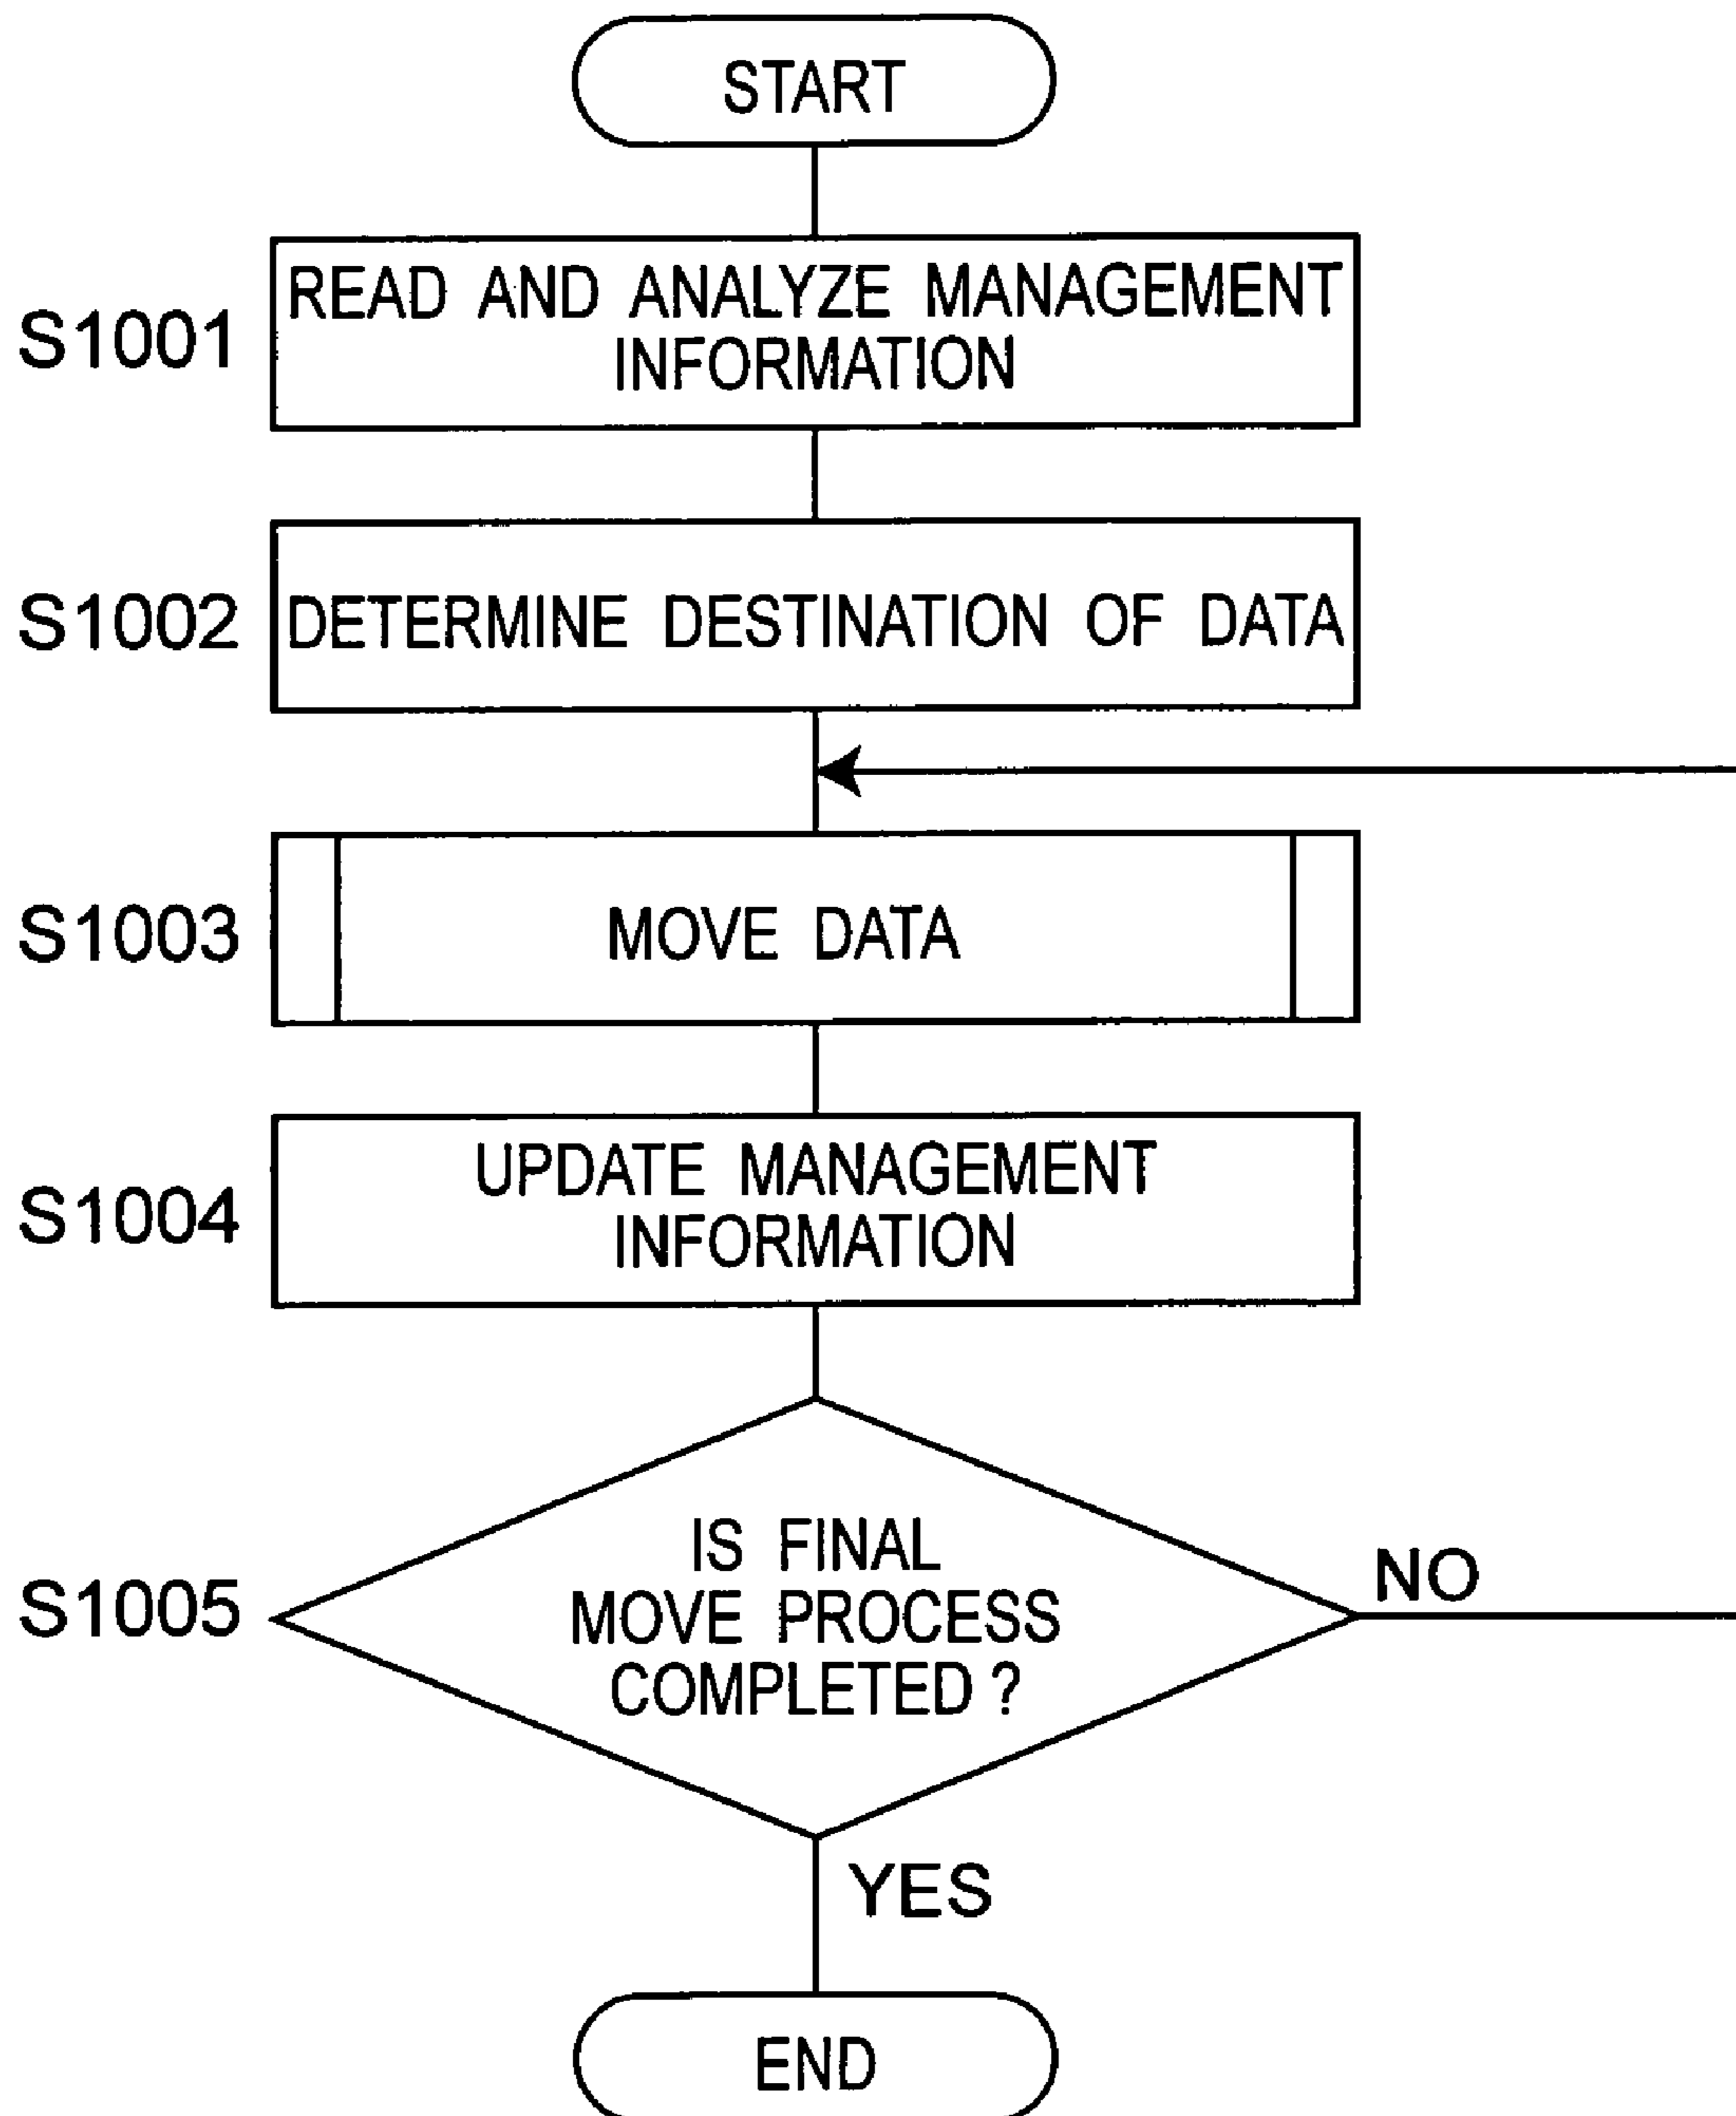 START
S1001
READ AND ANALYZE MANAGEMENT
INFORMATION
S1002
DETERMINE DESTINATION OF DATA
S1003
MOVE DATA
S1004
UPDATE MANAGEMENT
INFORMATION
S1005
IS FINAL
MOVE PROCESS
COMPLETED ?
NO
YES
END